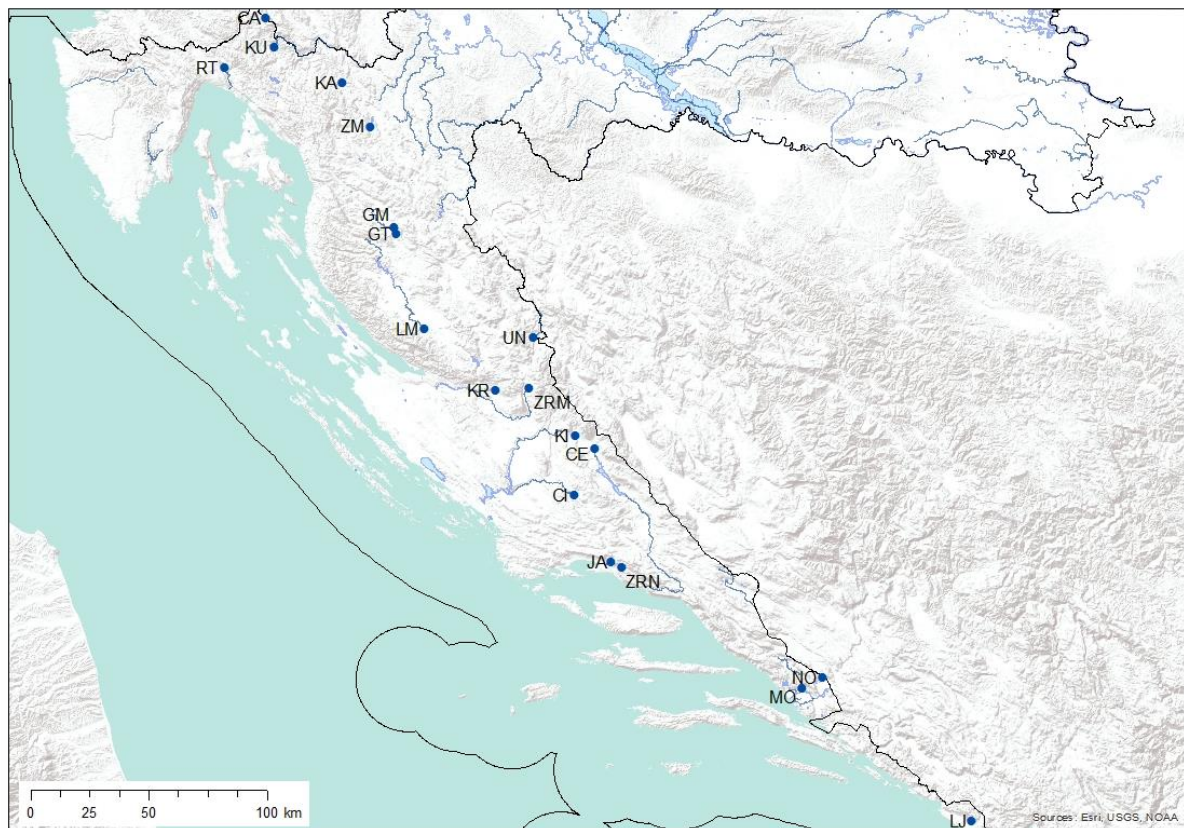 CA
KU
RT
KA
ZM
GM
GT
LM
UN
KR
ZRM
KI
CE
CI
JA
ZRN
NO
MO
0 25 50 100 km
LJ
Sources: Esri, USGS, NOAA